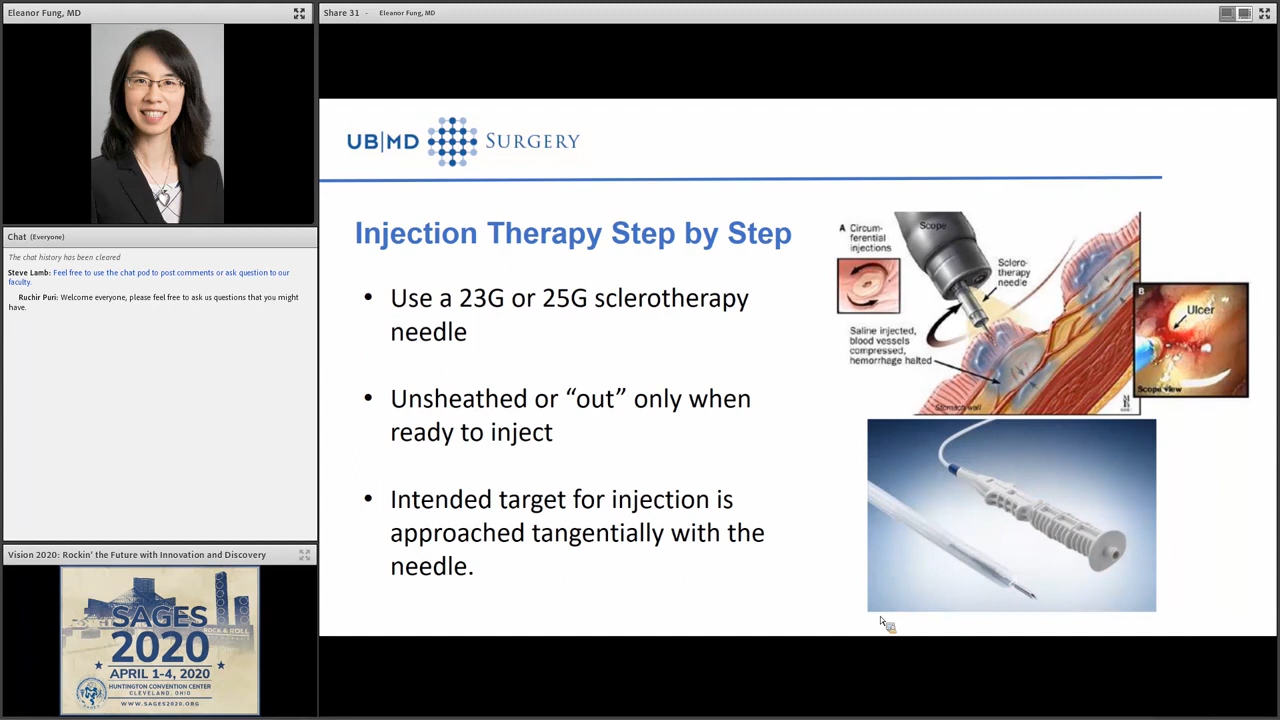 Eleanor Fung, MD
Share 31 - Eleanor Fung, MD
Chat (Everyone)
The chat history has been cleared
Steve Lamb: Feel free to use the chat pod to post comments or ask question to our
faculty.
Ruchir Puri: Welcome everyone, please feel free to ask us questions that you might
have.
Vision 2020: Rockin' the Future with Innovation and Discovery
SAGES
ROCK & ROLL
2020
APRIL 1-4, 2020
HUNTINGTON CONVENTION CENTER
CLEVELAND, OHIO
WWW.SAGES2020.ORG
UB|MD SURGERY
Injection Therapy Step by Step
• Use a 23G or 25G sclerotherapy
needle
• Unsheathed or “out” only when
ready to inject
• Intended target for injection is
approached tangentially with the
needle.
A Circum-
ferential
injections
Scope
Sclero-
therapy
needle
Saline injected,
blood vessels
compressed,
hemorrhage halted
Stomach wall
B
Ulcer
Scope view